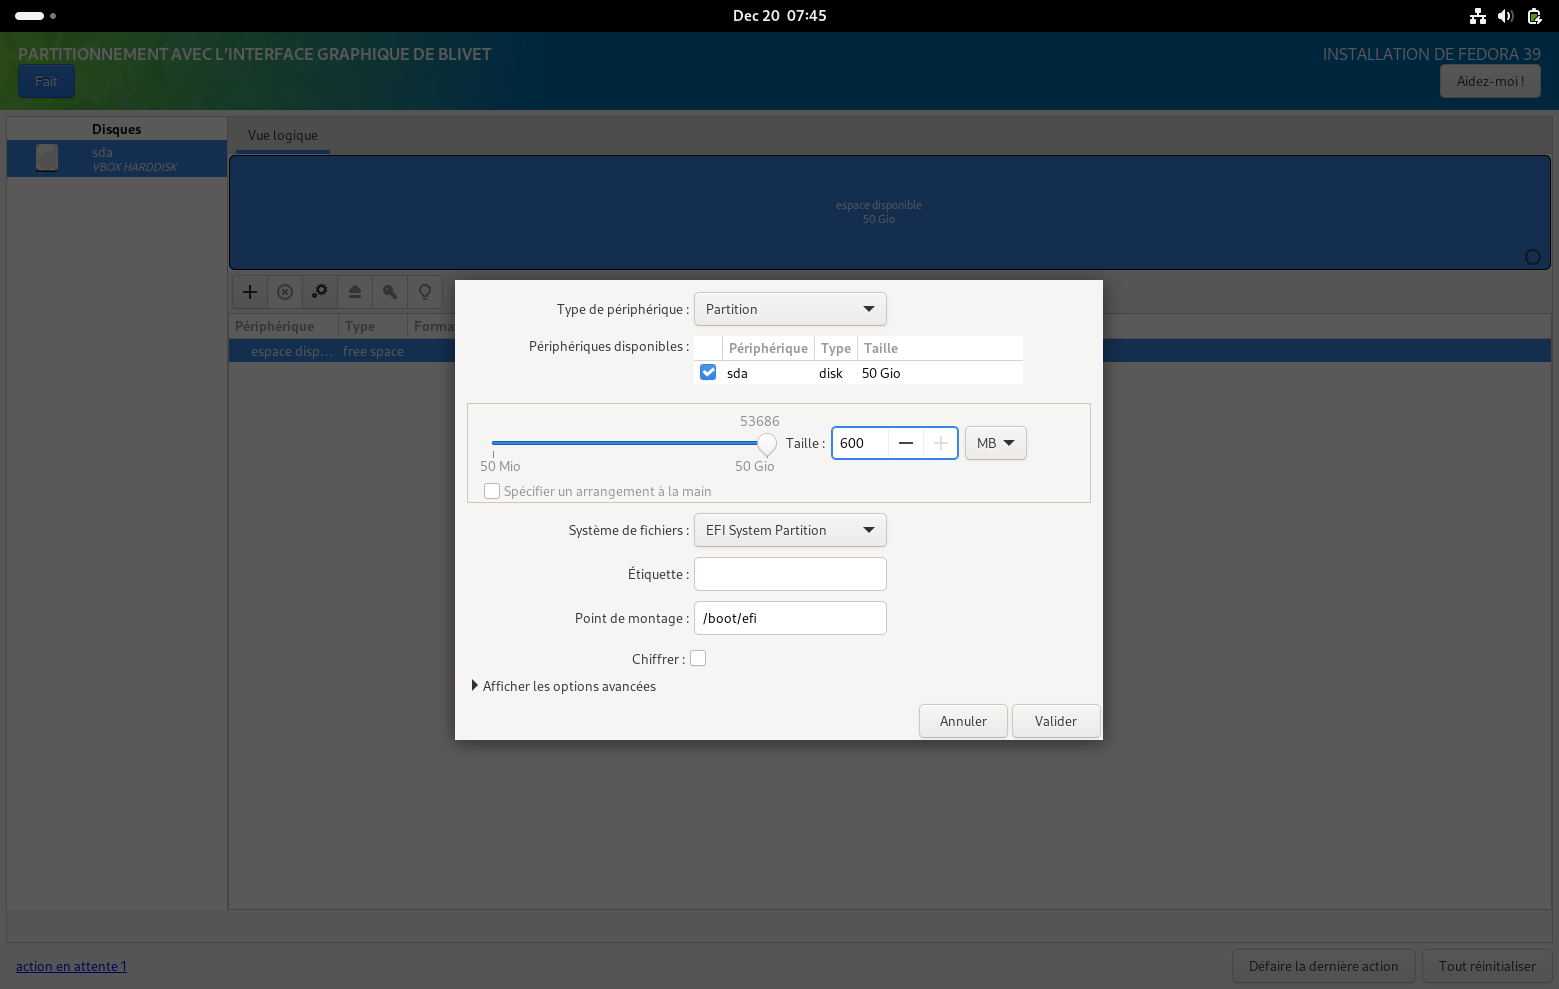 Dec 20 07:45
PARTITIONNEMENT AVEC L'INTERFACE GRAPHIQUE DE BLIVET
INSTALLATION DE FEDORA 39
Fait
Aidez-moi !
Disques
sda
VBOX HARDDISK
Vue logique
espace disponible
50 Gio
Périphérique Type Forma
espace disp… free space
Type de périphérique : Partition
Périphériques disponibles :
Périphérique Type Taille
sda disk 50 Gio
53686
Taille : 600 MB
50 Mio 50 Gio
Spécifier un arrangement à la main
Système de fichiers : EFI System Partition
Étiquette :
Point de montage : /boot/efi
Chiffrer :
Afficher les options avancées
Annuler Valider
action en attente 1
Défaire la dernière action Tout réinitialiser